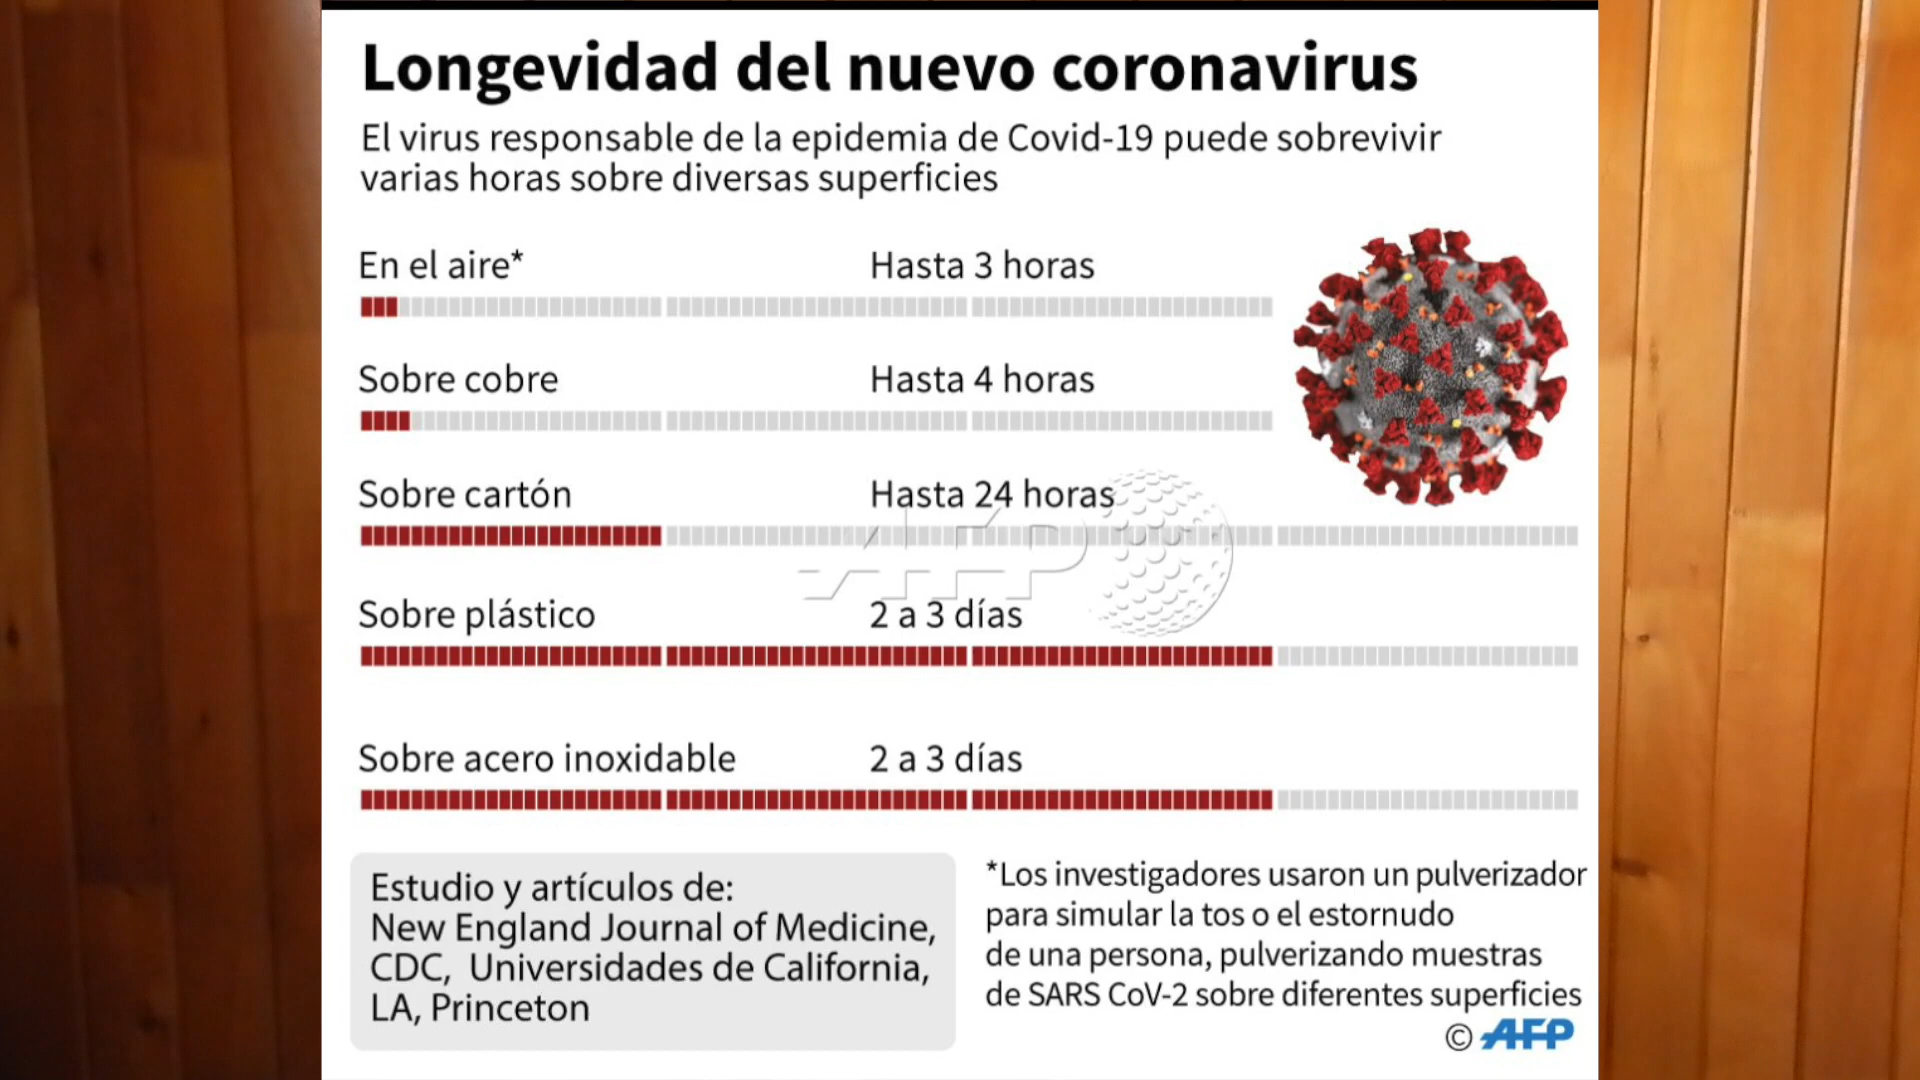 Longevidad del nuevo coronavirus
El virus responsable de la epidemia de Covid-19 puede sobrevivir
varias horas sobre diversas superficies
En el aire* Hasta 3 horas
Sobre cobre Hasta 4 horas
Sobre cartón Hasta 24 horas
AFP
Sobre plástico 2 a 3 días
Sobre acero inoxidable 2 a 3 días
Estudio y artículos de:
New England Journal of Medicine,
CDC, Universidades de California,
LA, Princeton
*Los investigadores usaron un pulverizador
para simular la tos o el estornudo
de una persona, pulverizando muestras
de SARS CoV-2 sobre diferentes superficies
© AFP